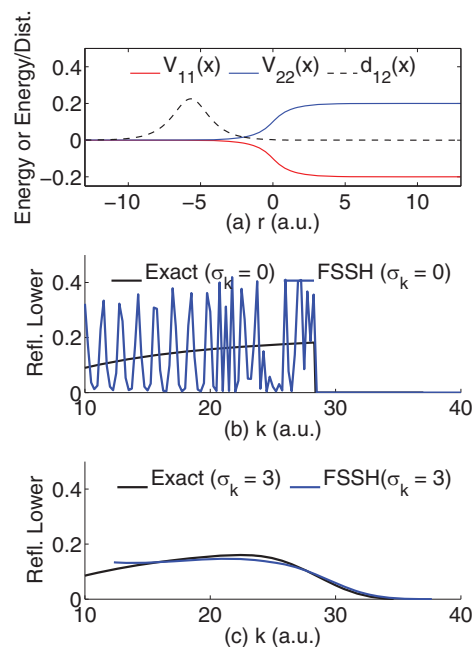 Energy or Energy/Dist.
V₁₁(x) V₂₂(x) d₁₂(x)
0.4
0.2
0
−0.2
−10 −5 0 5 10
(a) r (a.u.)
Refl. Lower
Exact (σₖ = 0) FSSH (σₖ = 0)
0.4
0.2
0
10 20 30 40
(b) k (a.u.)
Refl. Lower
Exact (σₖ = 3) FSSH(σₖ = 3)
0.4
0.2
0
10 20 30 40
(c) k (a.u.)